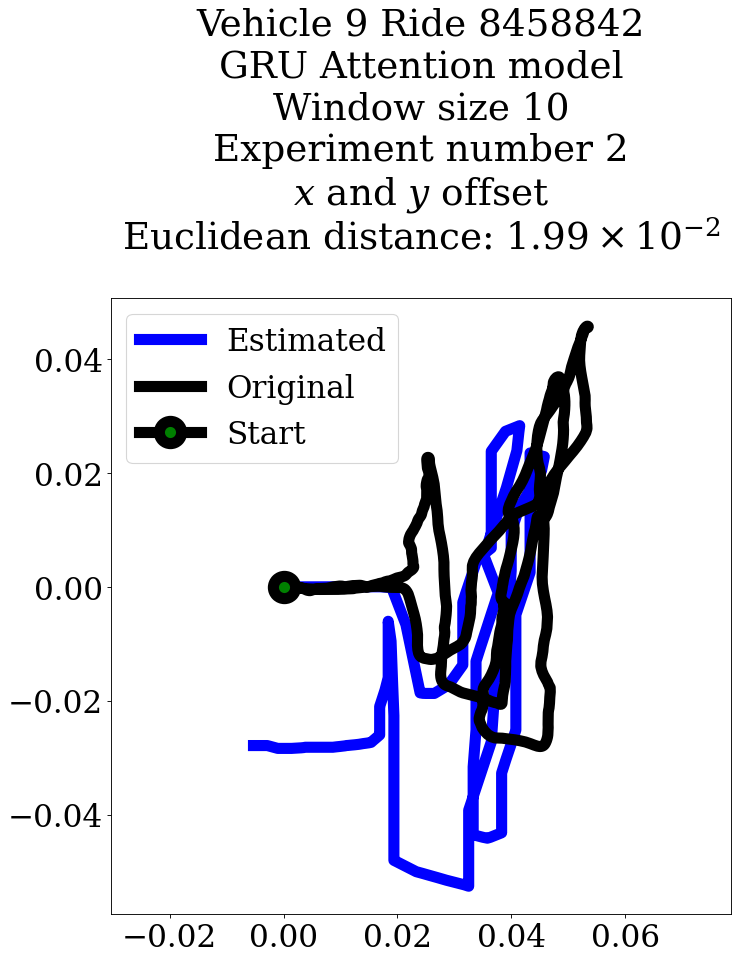 Vehicle 9 Ride 8458842
GRU Attention model
Window size 10
Experiment number 2
x and y offset
Euclidean distance: 1.99 × 10⁻²
Estimated
Original
Start
0.04
0.02
0.00
−0.02
−0.04
−0.02 0.00 0.02 0.04 0.06